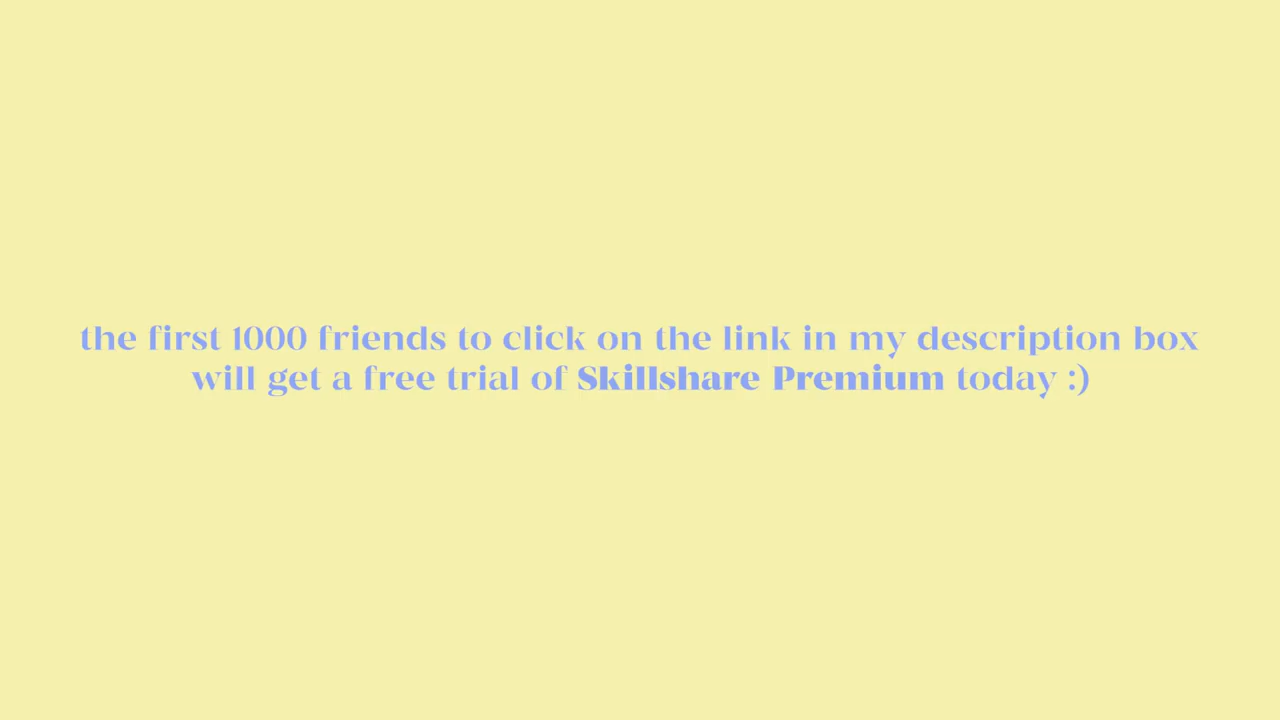 the first 1000 friends to click on the link in my description box
will get a free trial of Skillshare Premium today :)